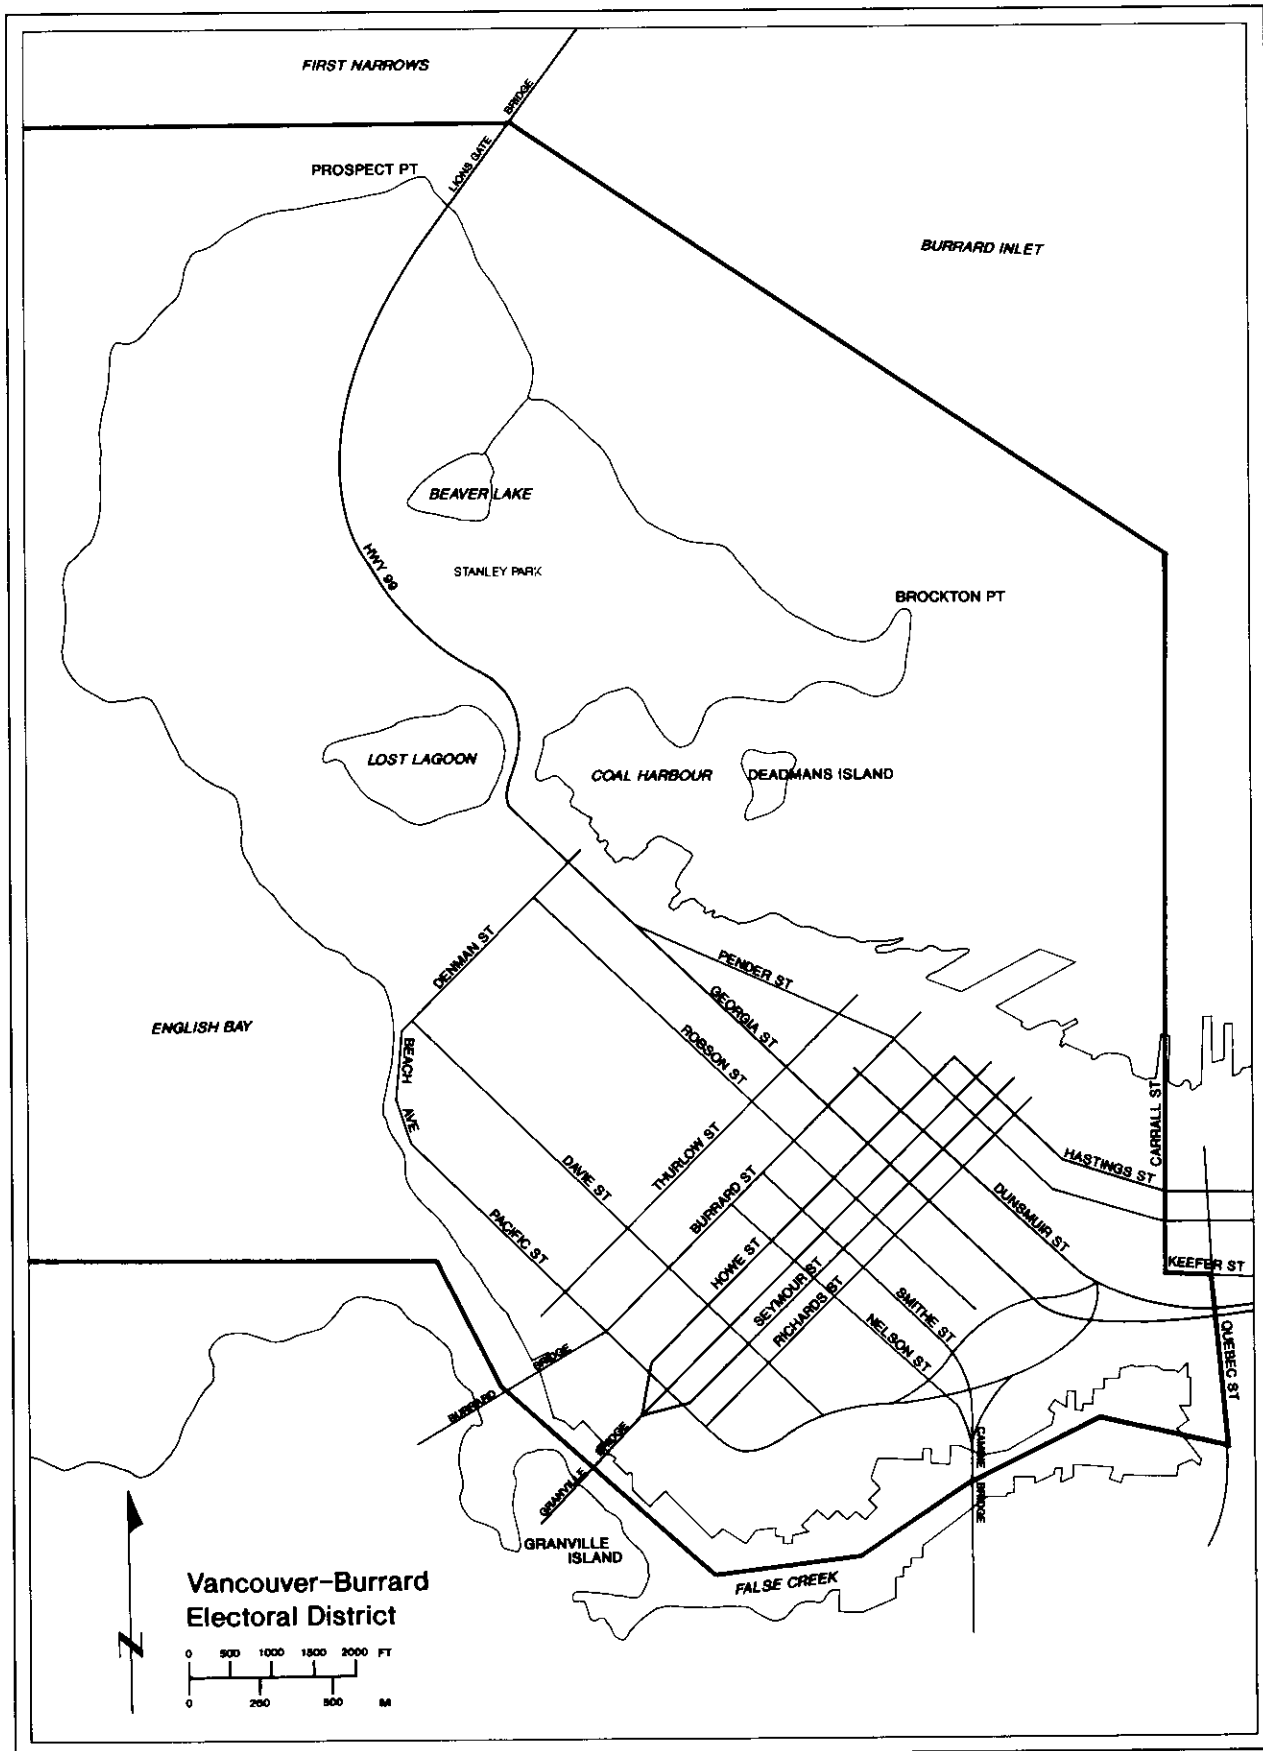 FIRST NARROWS
BRIDGE
LIONS GATE
PROSPECT PT
BURRARD INLET
BEAVER LAKE
HWY 99
STANLEY PARK
BROCKTON PT
LOST LAGOON
COAL HARBOUR
DEADMANS ISLAND
DENMAN ST
PENDER ST
GEORGIA ST
ROBSON ST
ENGLISH BAY
BEACH AVE
CARRALL ST
THURLOW ST
HASTINGS ST
DAVIE ST
BURRARD ST
DUNSMUIR ST
PACIFIC ST
HOWE ST
KEEFER ST
SEYMOUR ST
RICHARDS ST
SMITHE ST
NELSON ST
QUEBEC ST
BURRARD BRIDGE
GRANVILLE BRIDGE
CAMBIE BRIDGE
GRANVILLE
ISLAND
FALSE CREEK
Vancouver-Burrard
Electoral District
0 500 1000 1500 2000 FT
0 250 500 M
N